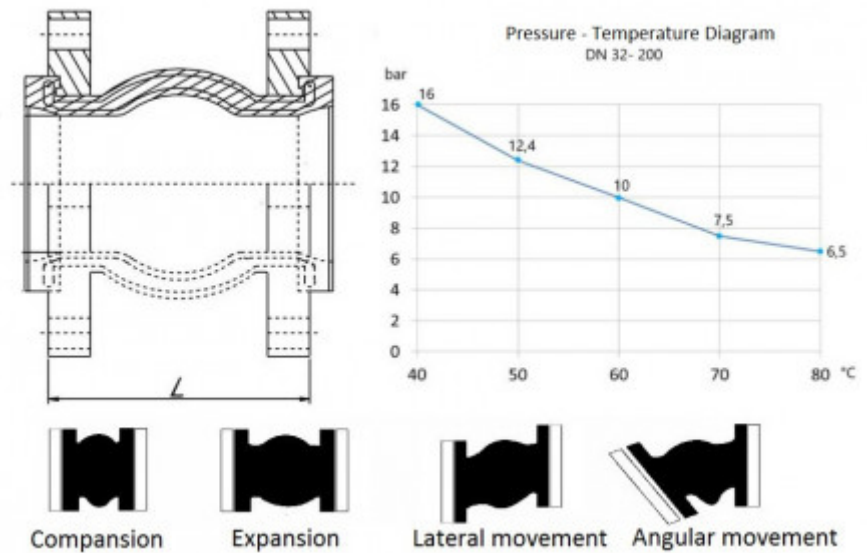 Pressure - Temperature Diagram
DN 32- 200
bar
16
14
12
10
8
6
4
2
0
16
12,4
10
7,5
6,5
40 50 60 70 80 °C
L
Compansion Expansion Lateral movement Angular movement